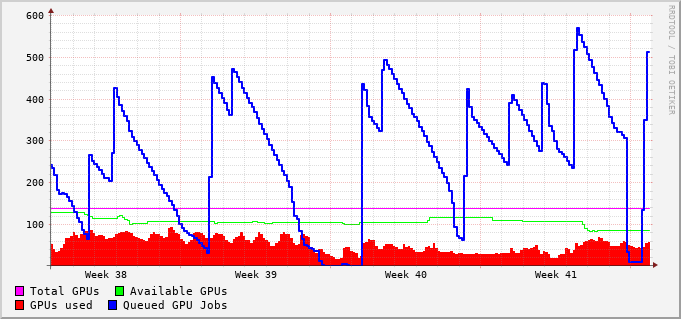 600
500
400
300
200
100
Week 38 Week 39 Week 40 Week 41
Total GPUs Available GPUs
GPUs used Queued GPU Jobs
RRDTOOL / TOBI OETIKER